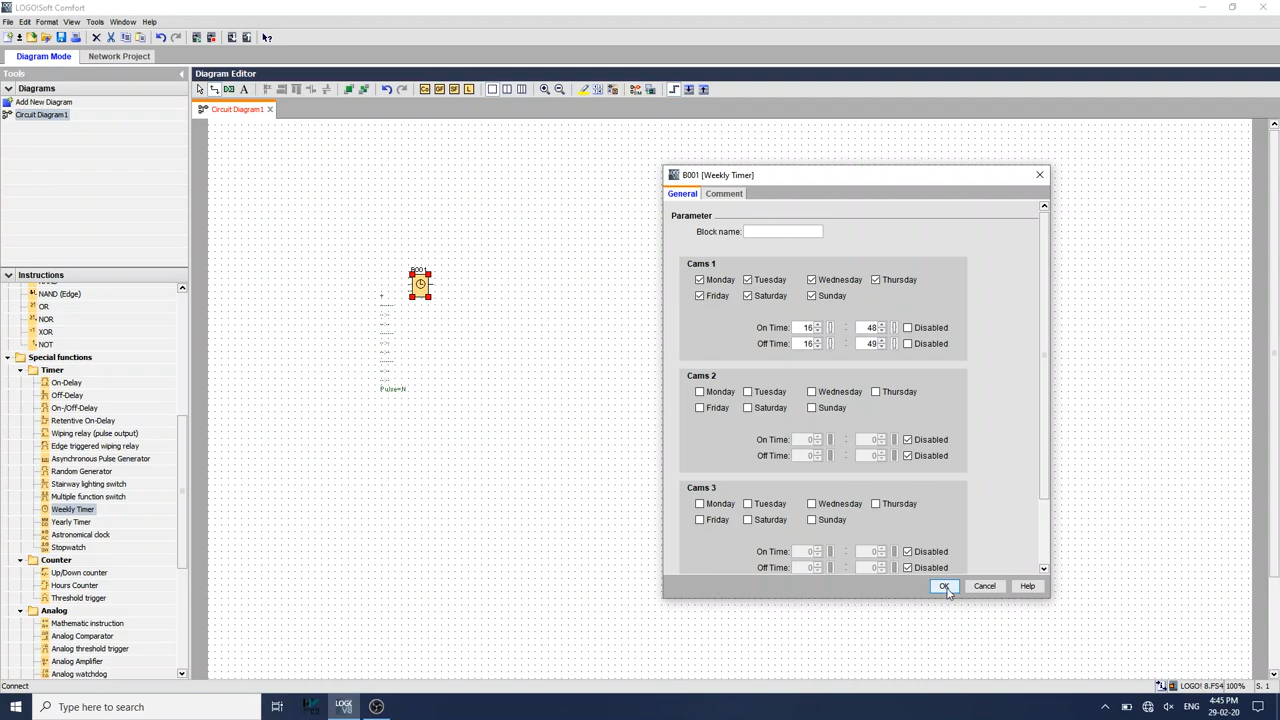 LOGO!Soft Comfort
File Edit Format View Tools Window Help
Diagram Mode Network Project
Tools
Diagram Editor
Diagrams
Add New Diagram
Circuit Diagram1
Circuit Diagram1
Instructions
NAND (Edge)
OR
NOR
XOR
NOT
Special functions
Timer
On-Delay
Off-Delay
On-/Off-Delay
Retentive On-Delay
Wiping relay (pulse output)
Edge triggered wiping relay
Asynchronous Pulse Generator
Random Generator
Stairway lighting switch
Multiple function switch
Weekly Timer
Yearly Timer
Astronomical clock
Stopwatch
Counter
Up/Down counter
Hours Counter
Threshold trigger
Analog
Mathematic instruction
Analog Comparator
Analog threshold trigger
Analog Amplifier
Analog watchdog
B001
Pulse=N
B001 [Weekly Timer]
General Comment
Parameter
Block name:
Cams 1
Monday Tuesday Wednesday Thursday
Friday Saturday Sunday
On Time: 16 : 48 Disabled
Off Time: 16 : 49 Disabled
Cams 2
Monday Tuesday Wednesday Thursday
Friday Saturday Sunday
On Time: 0 : 0 Disabled
Off Time: 0 : 0 Disabled
Cams 3
Monday Tuesday Wednesday Thursday
Friday Saturday Sunday
On Time: 0 : 0 Disabled
Off Time: 0 : 0 Disabled
OK Cancel Help
Connect
LOGO! 8.FS4 100% S. 1
Type here to search
ENG
4:45 PM
29-02-20